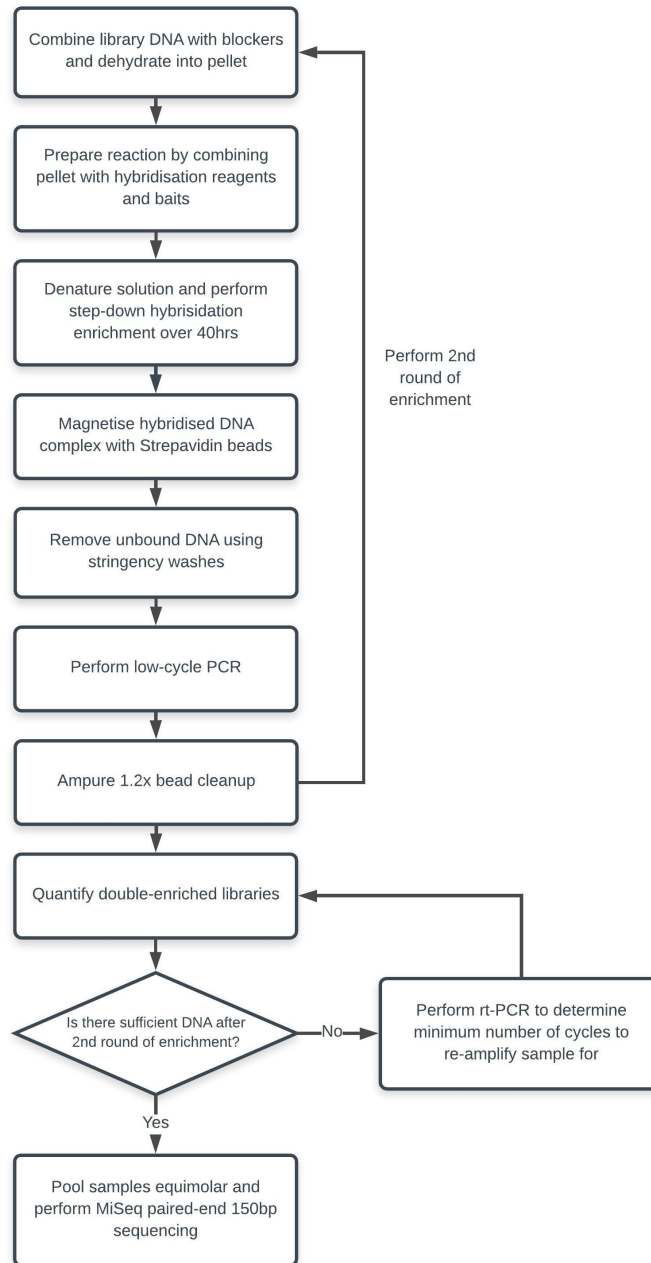 Combine library DNA with blockers
and dehydrate into pellet
Prepare reaction by combining
pellet with hybridisation reagents
and baits
Denature solution and perform
step-down hybrisidation
enrichment over 40hrs
Perform 2nd
round of
enrichment
Magnetise hybridised DNA
complex with Strepavidin beads
Remove unbound DNA using
stringency washes
Perform low-cycle PCR
Ampure 1.2x bead cleanup
Quantify double-enriched libraries
Is there sufficient DNA after
2nd round of enrichment?
No
Perform rt-PCR to determine
minimum number of cycles to
re-amplify sample for
Yes
Pool samples equimolar and
perform MiSeq paired-end 150bp
sequencing